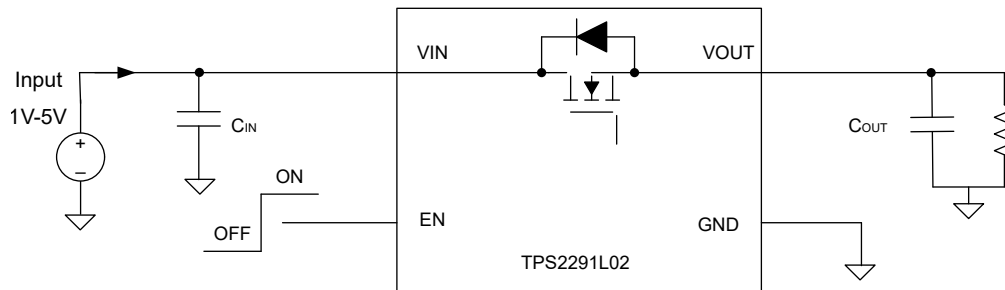 VIN
VOUT
Input
1V-5V
+
−
CIN
COUT
ON
OFF
EN
GND
TPS2291L02